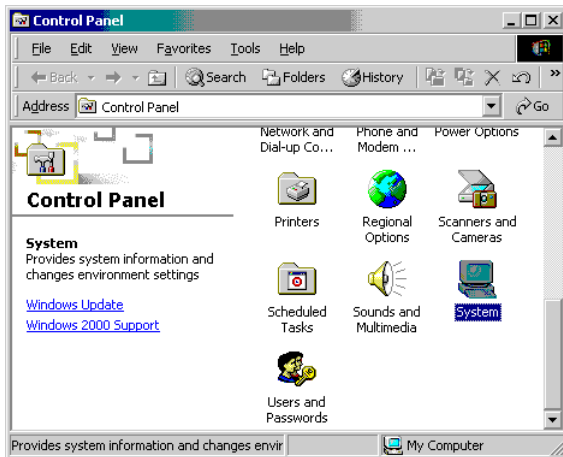 Control Panel
File Edit View Favorites Tools Help
Back Search Folders History »
Address Control Panel Go
Control Panel
System
Provides system information and
changes environment settings
Windows Update
Windows 2000 Support
Network and
Dial-up Co...
Phone and
Modem ...
Power Options
Printers
Regional
Options
Scanners and
Cameras
Scheduled
Tasks
Sounds and
Multimedia
System
Users and
Passwords
Provides system information and changes envir
My Computer